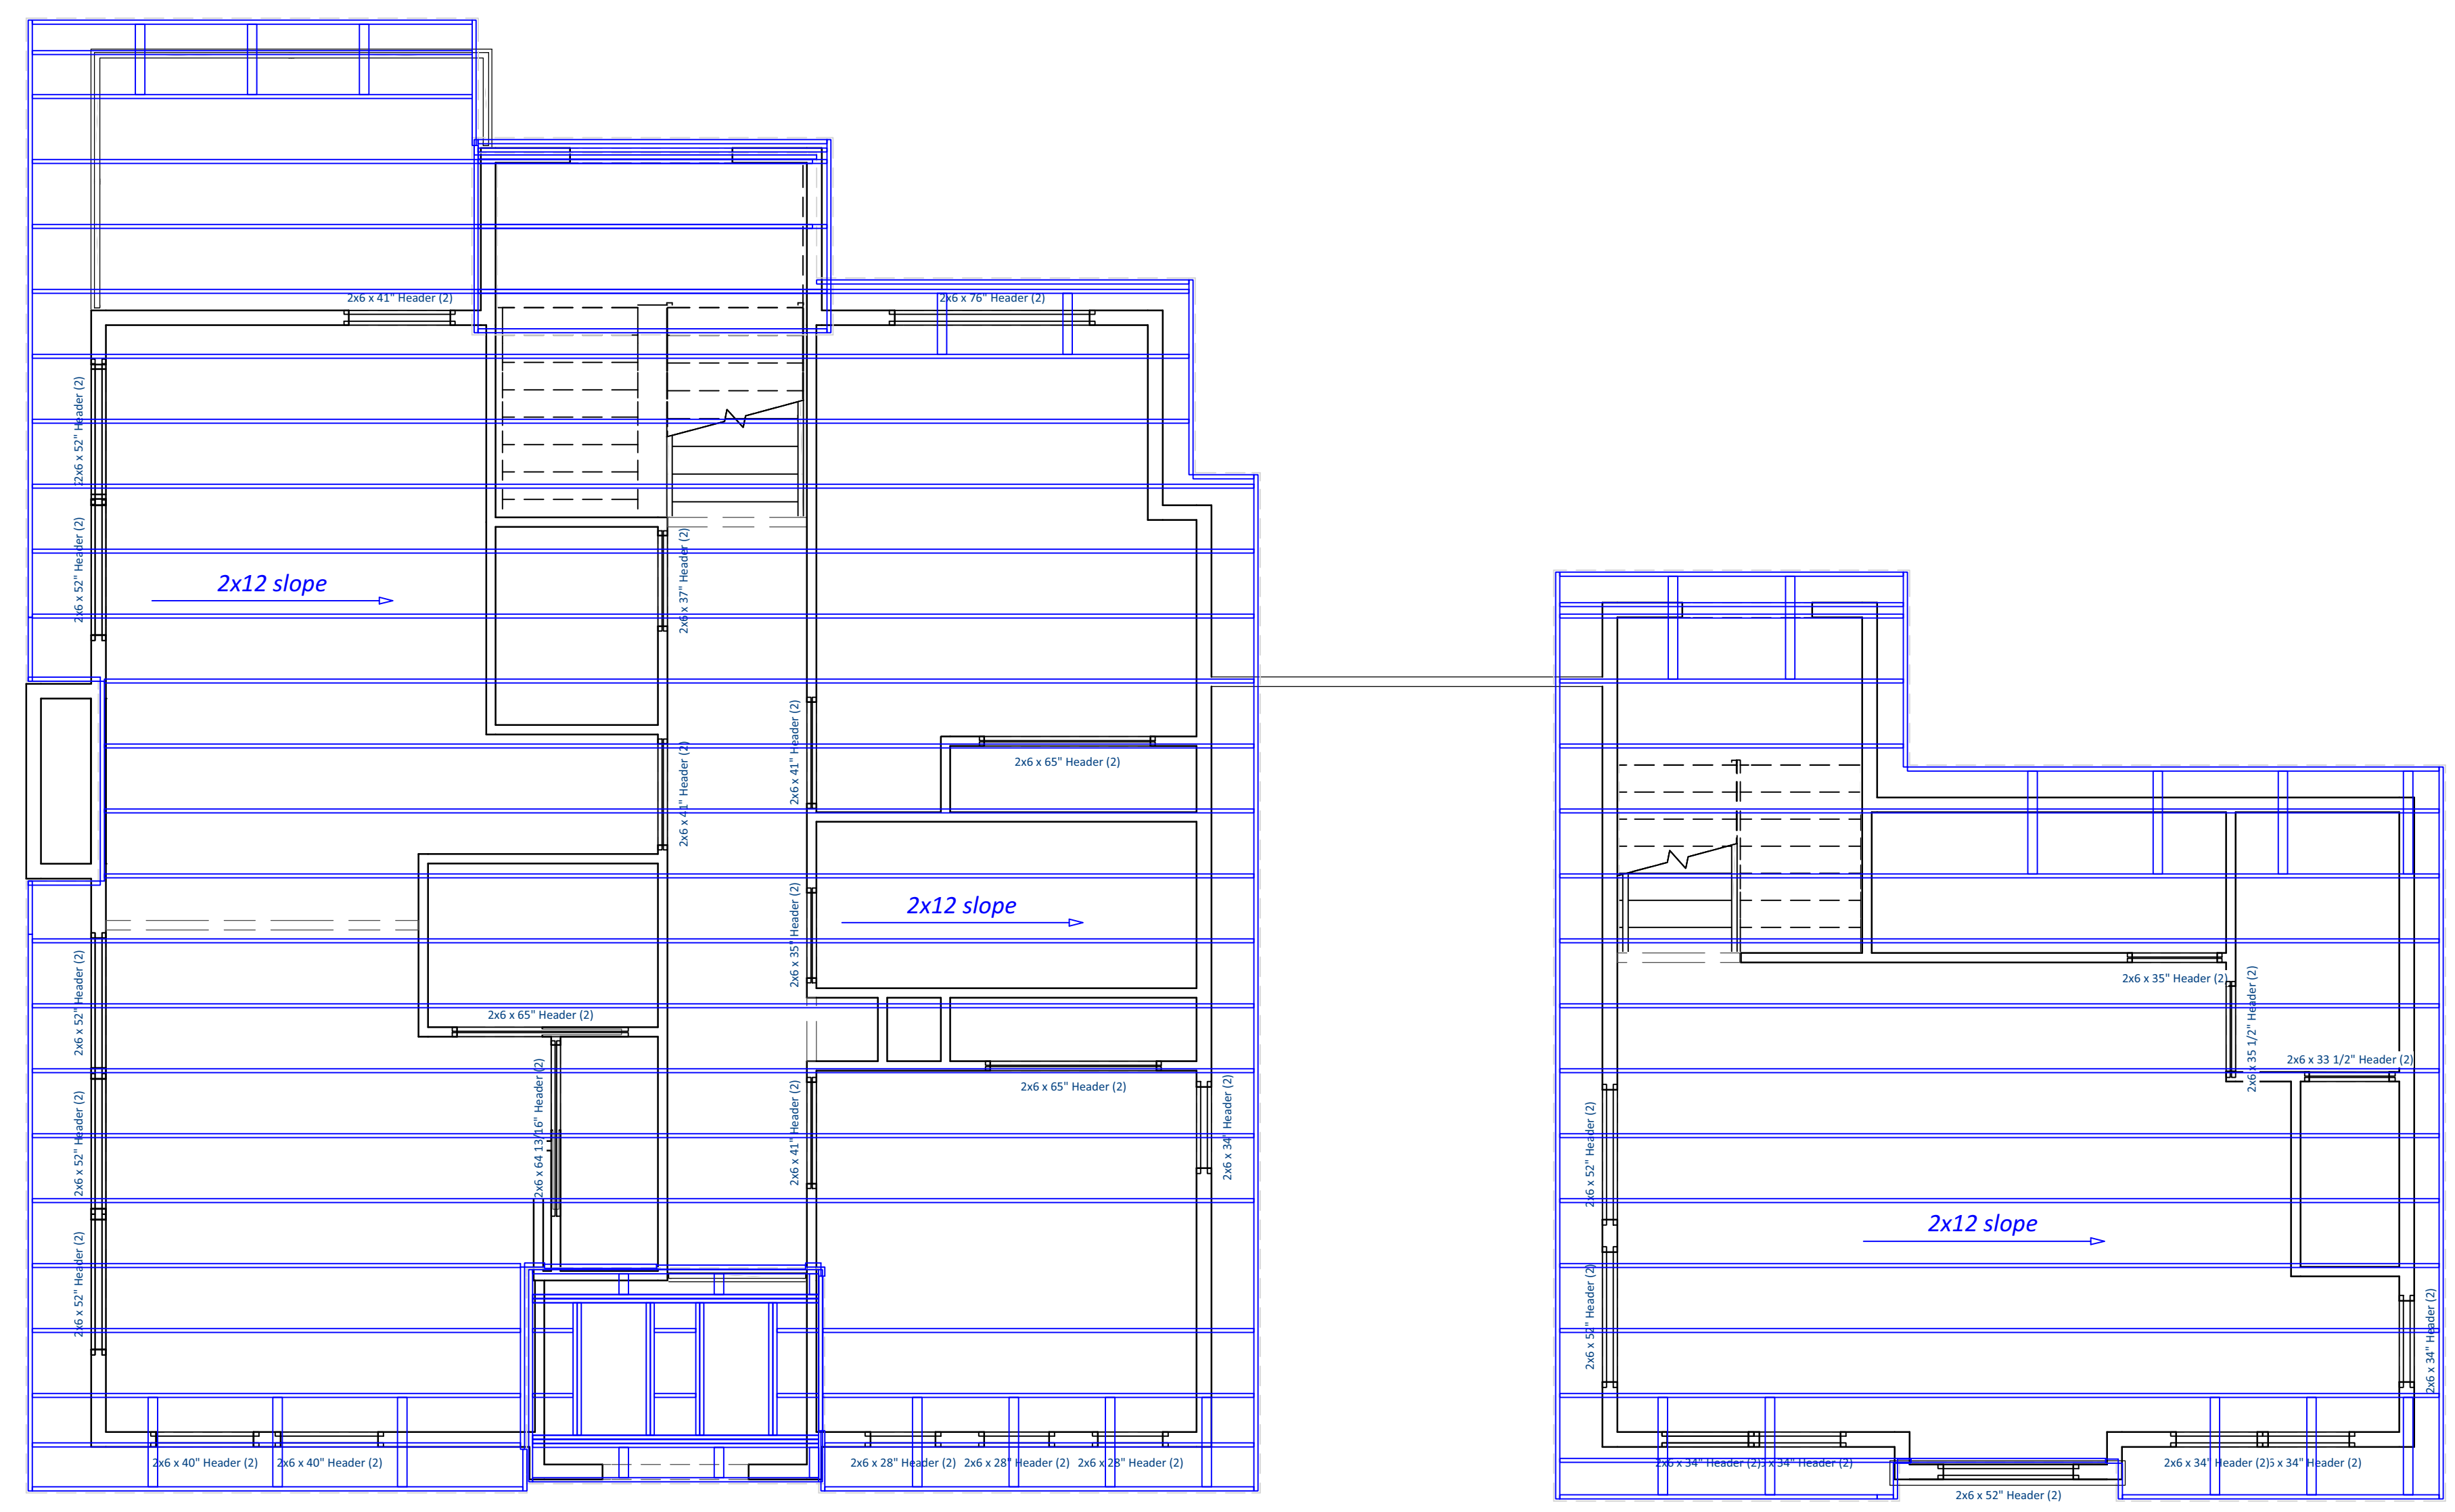 2x6 x 41" Header (2)
2x6 x 76" Header (2)
2x6 x 52" Header (2)
2x6 x 52" Header (2)
2x6 x 37" Header (2)
2x12 slope
2x6 x 41" Header (2)
2x6 x 41" Header (2)
2x6 x 65" Header (2)
2x6 x 35" Header (2)
2x12 slope
2x6 x 52" Header (2)
2x6 x 65" Header (2)
2x6 x 64 13/16" Header (2)
2x6 x 41" Header (2)
2x6 x 65" Header (2)
2x6 x 34" Header (2)
2x6 x 52" Header (2)
2x6 x 52" Header (2)
2x6 x 40" Header (2)
2x6 x 40" Header (2)
2x6 x 28" Header (2)
2x6 x 28" Header (2)
2x6 x 28" Header (2)
2x6 x 35" Header (2)
2x6 x 35 1/2" Header (2)
2x6 x 33 1/2" Header (2)
2x6 x 52" Header (2)
2x12 slope
2x6 x 52" Header (2)
2x6 x 34" Header (2)
2x6 x 34" Header (2)
x 34" Header (2)
2x6 x 34" Header (2)
x 34" Header (2)
2x6 x 52" Header (2)